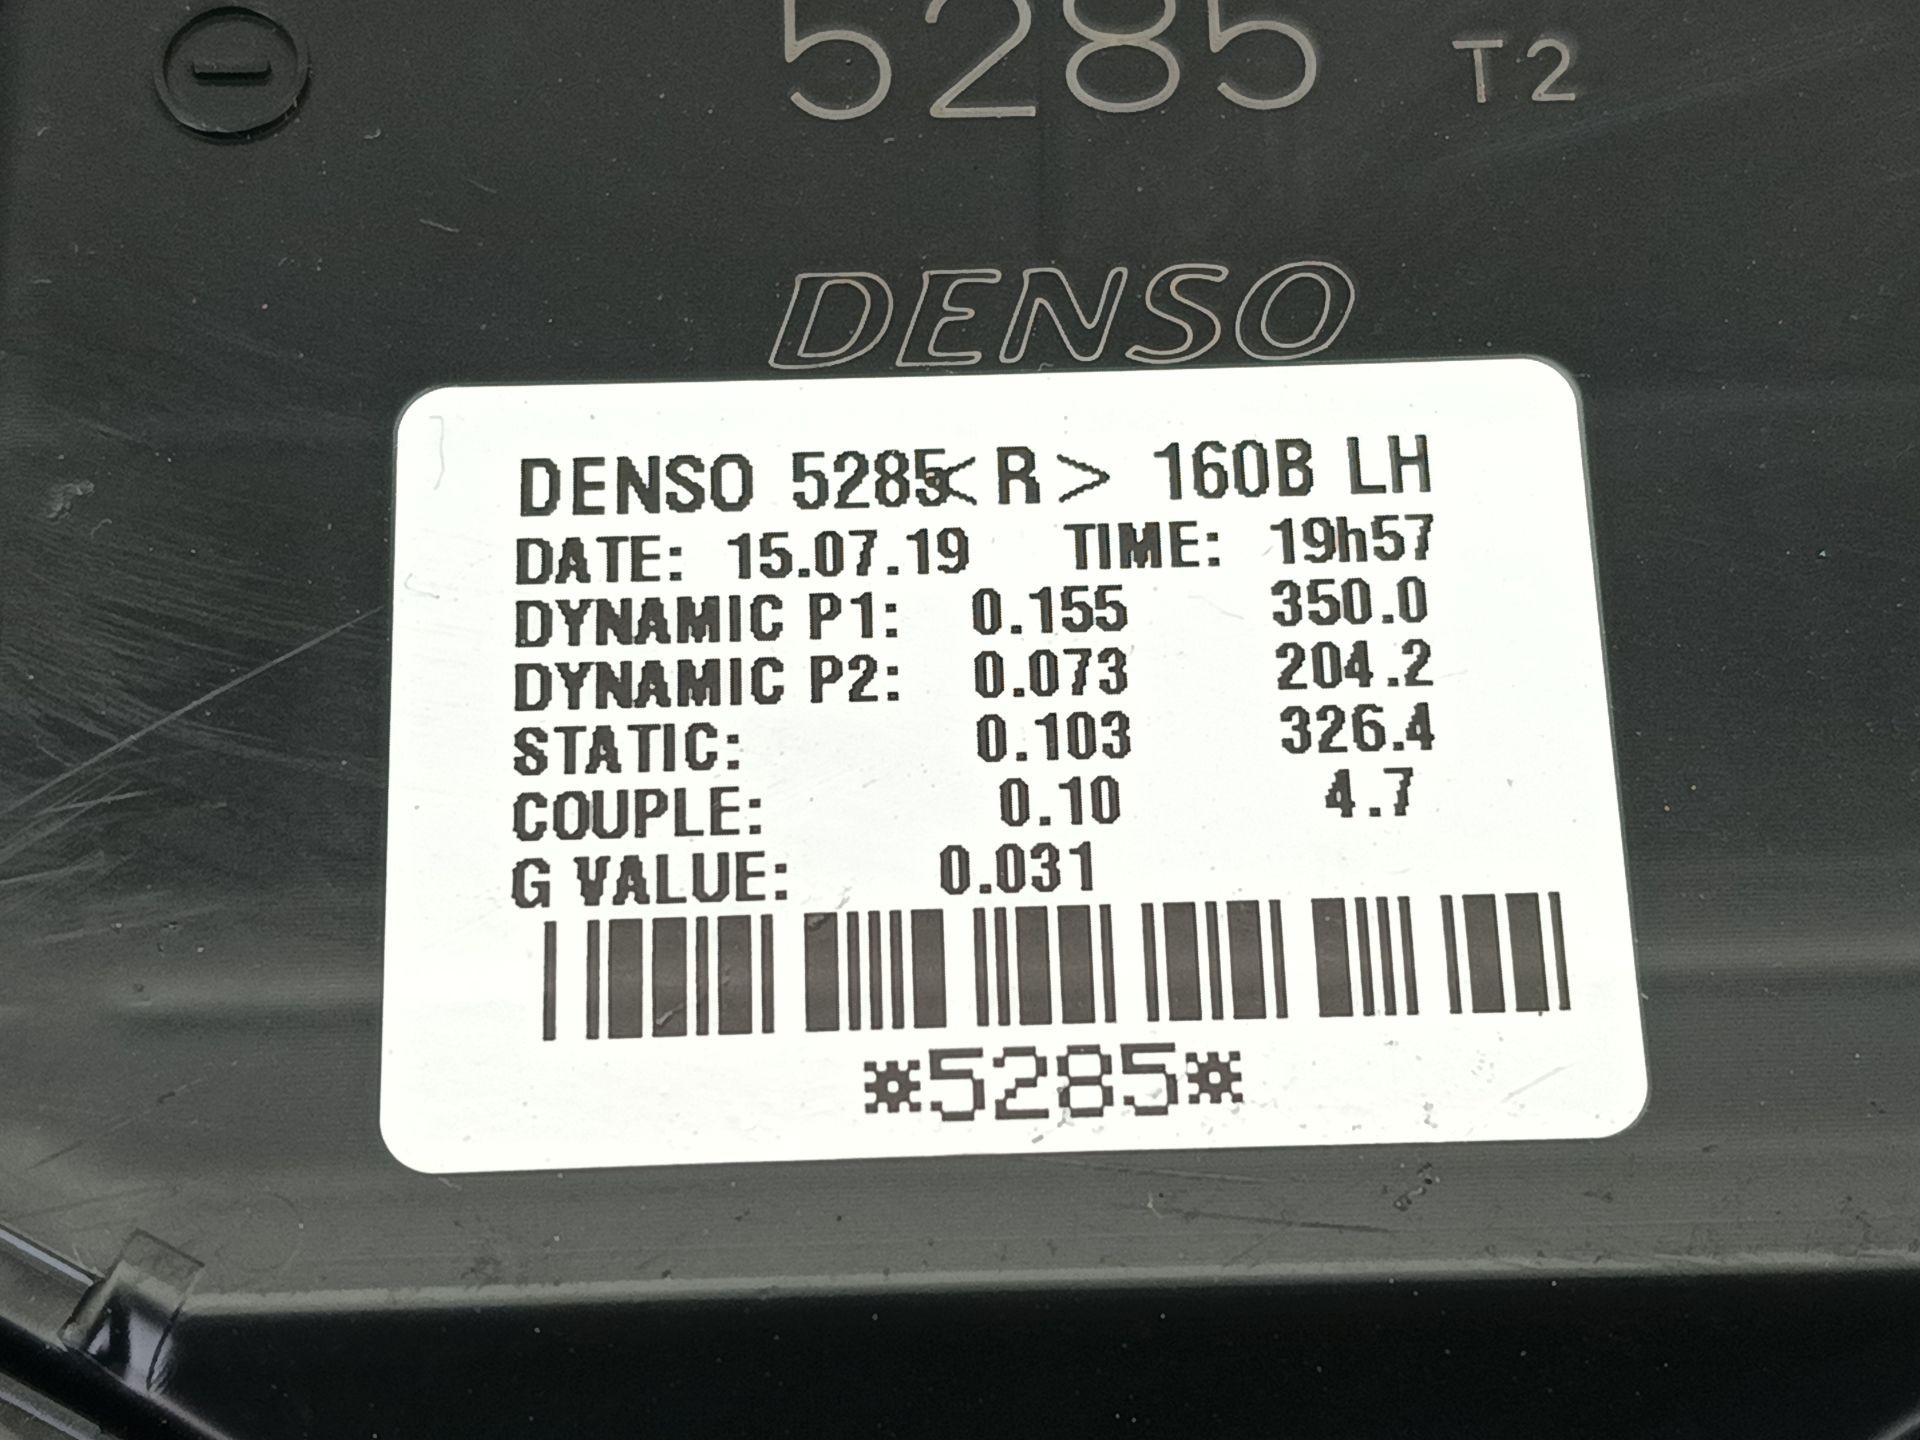 5285 T2
DENSO
DENSO 5285<R> 160B LH
DATE: 15.07.19 TIME: 19h57
DYNAMIC P1: 0.155 350.0
DYNAMIC P2: 0.073 204.2
STATIC: 0.103 326.4
COUPLE: 0.10 4.7
G VALUE: 0.031
*5285*